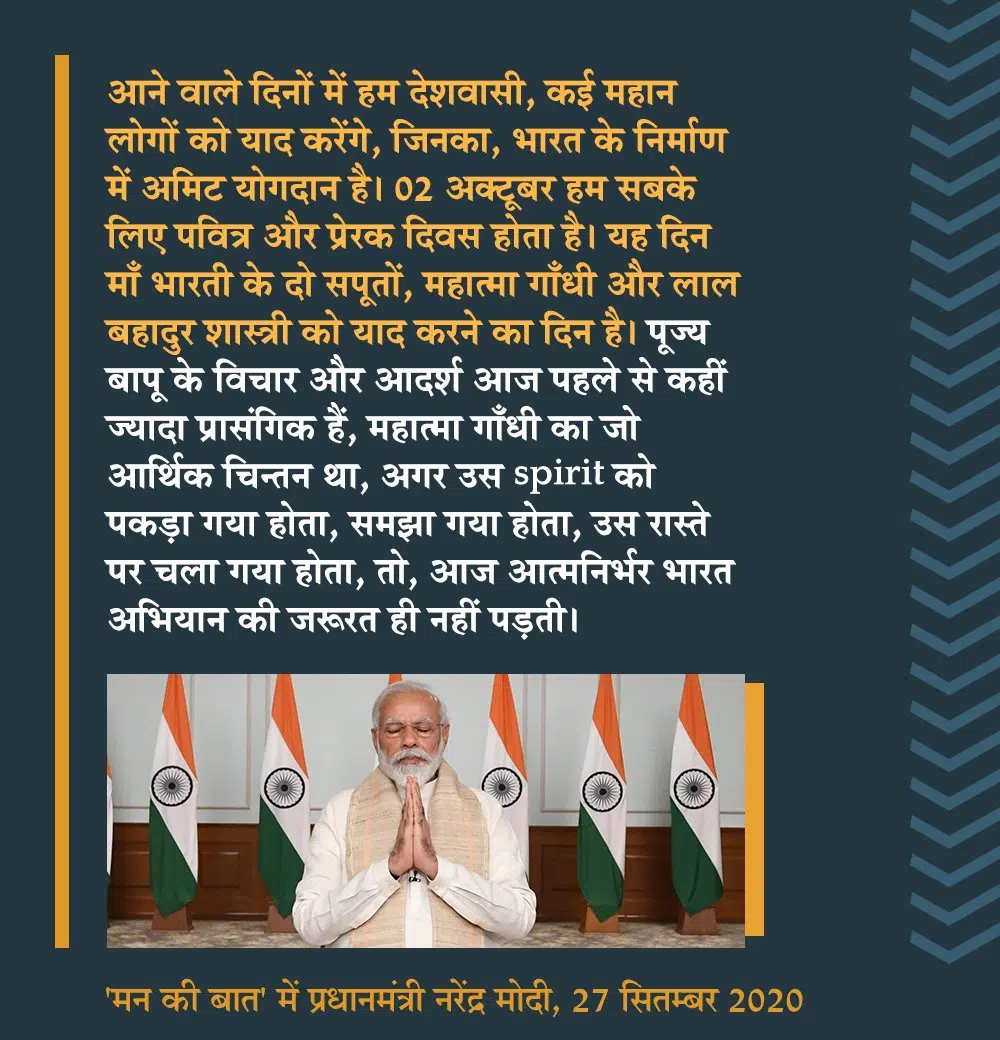 आने वाले दिनों में हम देशवासी, कई महान
लोगों को याद करेंगे, जिनका, भारत के निर्माण
में अमिट योगदान है। 02 अक्टूबर हम सबके
लिए पवित्र और प्रेरक दिवस होता है। यह दिन
माँ भारती के दो सपूतों, महात्मा गाँधी और लाल
बहादुर शास्त्री को याद करने का दिन है। पूज्य
बापू के विचार और आदर्श आज पहले से कहीं
ज्यादा प्रासंगिक हैं, महात्मा गाँधी का जो
आर्थिक चिन्तन था, अगर उस spirit को
पकड़ा गया होता, समझा गया होता, उस रास्ते
पर चला गया होता, तो, आज आत्मनिर्भर भारत
अभियान की जरूरत ही नहीं पड़ती।
'मन की बात' में प्रधानमंत्री नरेंद्र मोदी, 27 सितम्बर 2020